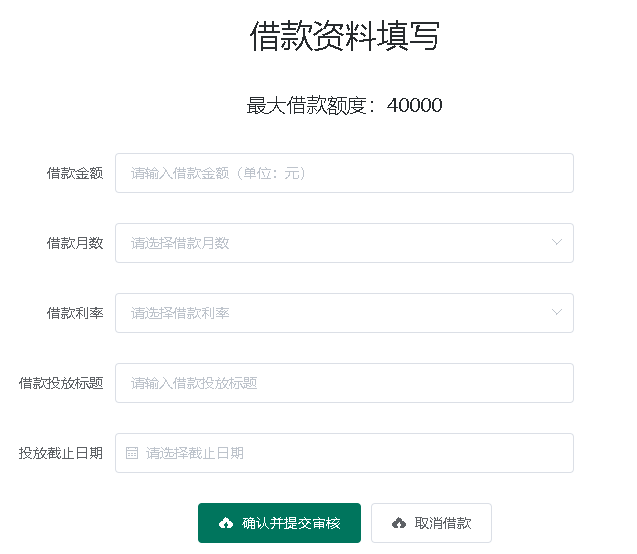 借款资料填写
最大借款额度：40000
借款金额 请输入借款金额（单位：元）
借款月数 请选择借款月数
借款利率 请选择借款利率
借款投放标题 请输入借款投放标题
投放截止日期 请选择截止日期
确认并提交审核 取消借款